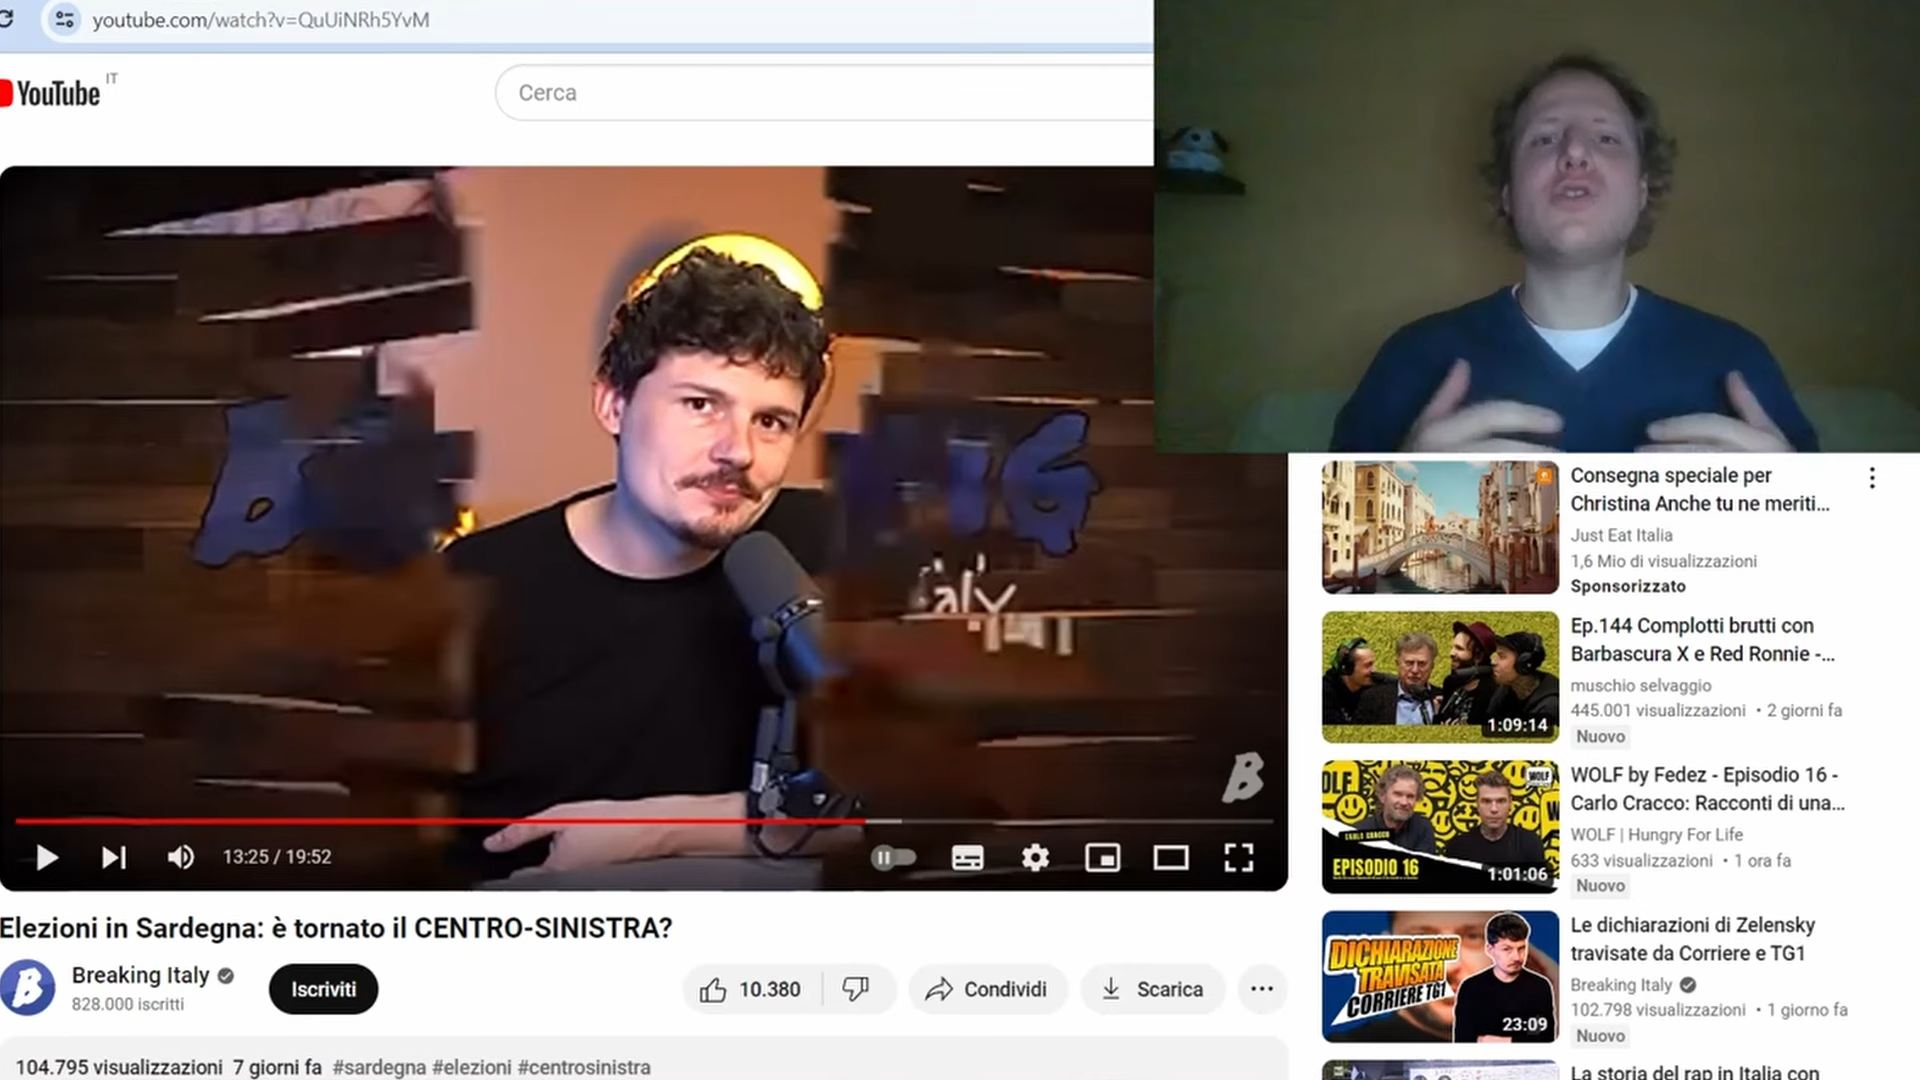 youtube.com/watch?v=QuUiNRh5YvM
YouTube IT
Cerca
B
13:25 / 19:52
Elezioni in Sardegna: è tornato il CENTRO-SINISTRA?
Breaking Italy
828.000 iscritti
Iscriviti
10.380
Condividi
Scarica
104.795 visualizzazioni 7 giorni fa #sardegna #elezioni #centrosinistra
Consegna speciale per
Christina Anche tu ne meriti...
Just Eat Italia
1,6 Mio di visualizzazioni
Sponsorizzato
1:09:14
Ep.144 Complotti brutti con
Barbascura X e Red Ronnie -...
muschio selvaggio
445.001 visualizzazioni • 2 giorni fa
Nuovo
WOLF
CARLO CRACCO
EPISODIO 16
1:01:06
WOLF by Fedez - Episodio 16 -
Carlo Cracco: Racconti di una...
WOLF | Hungry For Life
633 visualizzazioni • 1 ora fa
Nuovo
DICHIARAZIONE
TRAVISATA
CORRIERE TG1
23:09
Le dichiarazioni di Zelensky
travisate da Corriere e TG1
Breaking Italy
102.798 visualizzazioni • 1 giorno fa
Nuovo
La storia del rap in Italia con